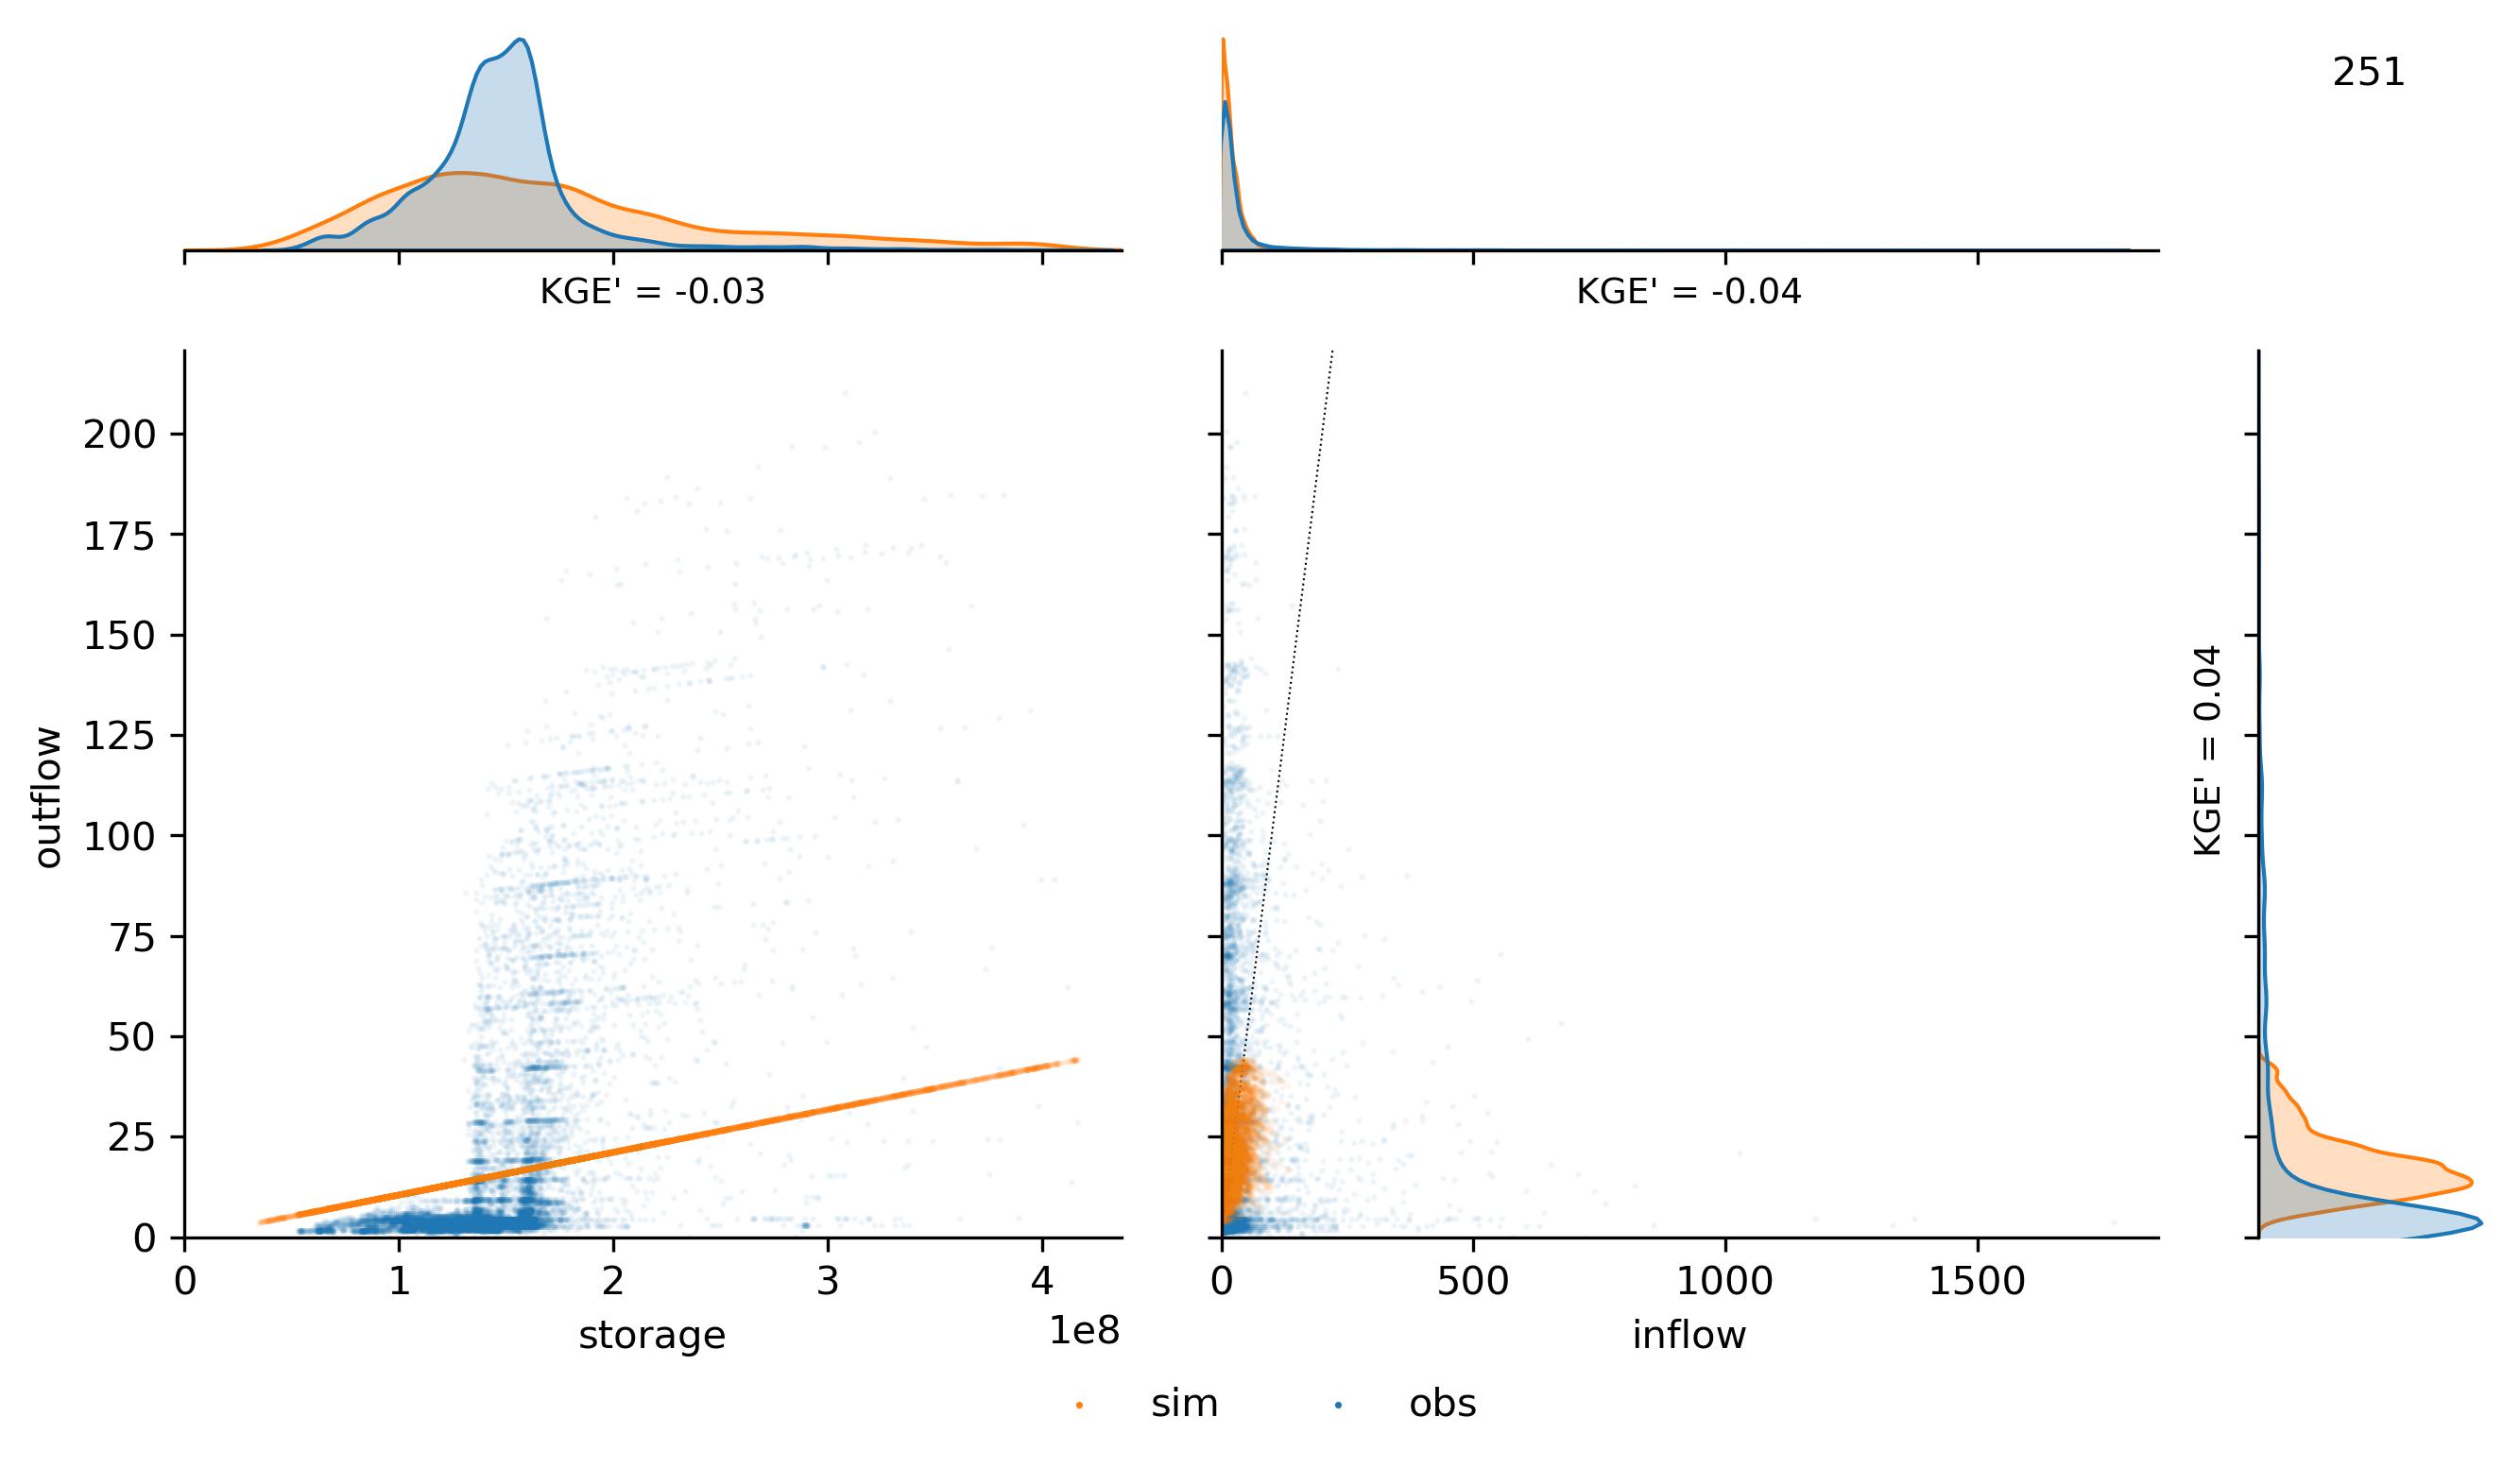 251
KGE' = -0.03
KGE' = -0.04
outflow
200
175
150
125
100
75
50
25
0
KGE' = 0.04
0 1 2 3 4
0 500 1000 1500
storage
1e8
inflow
sim obs